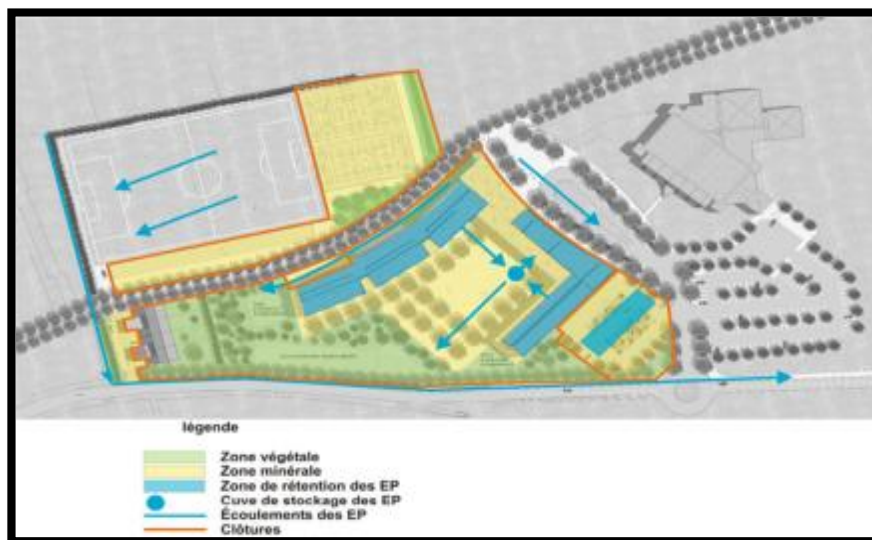 légende
Zone végétale
Zone minérale
Zone de rétention des EP
Cuve de stockage des EP
Écoulements des EP
Clôtures